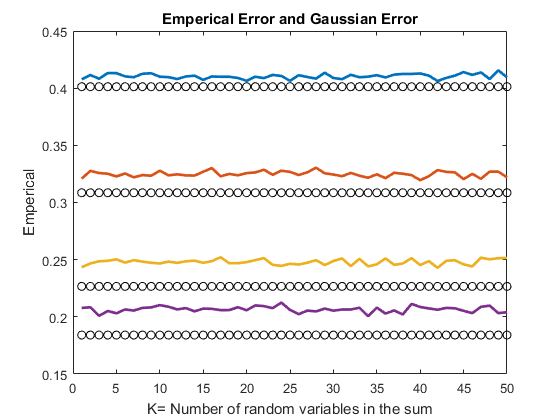 Emperical Error and Gaussian Error
0.45
0.4
0.35
0.3
0.25
0.2
0.15
Emperical
0 5 10 15 20 25 30 35 40 45 50
K= Number of random variables in the sum